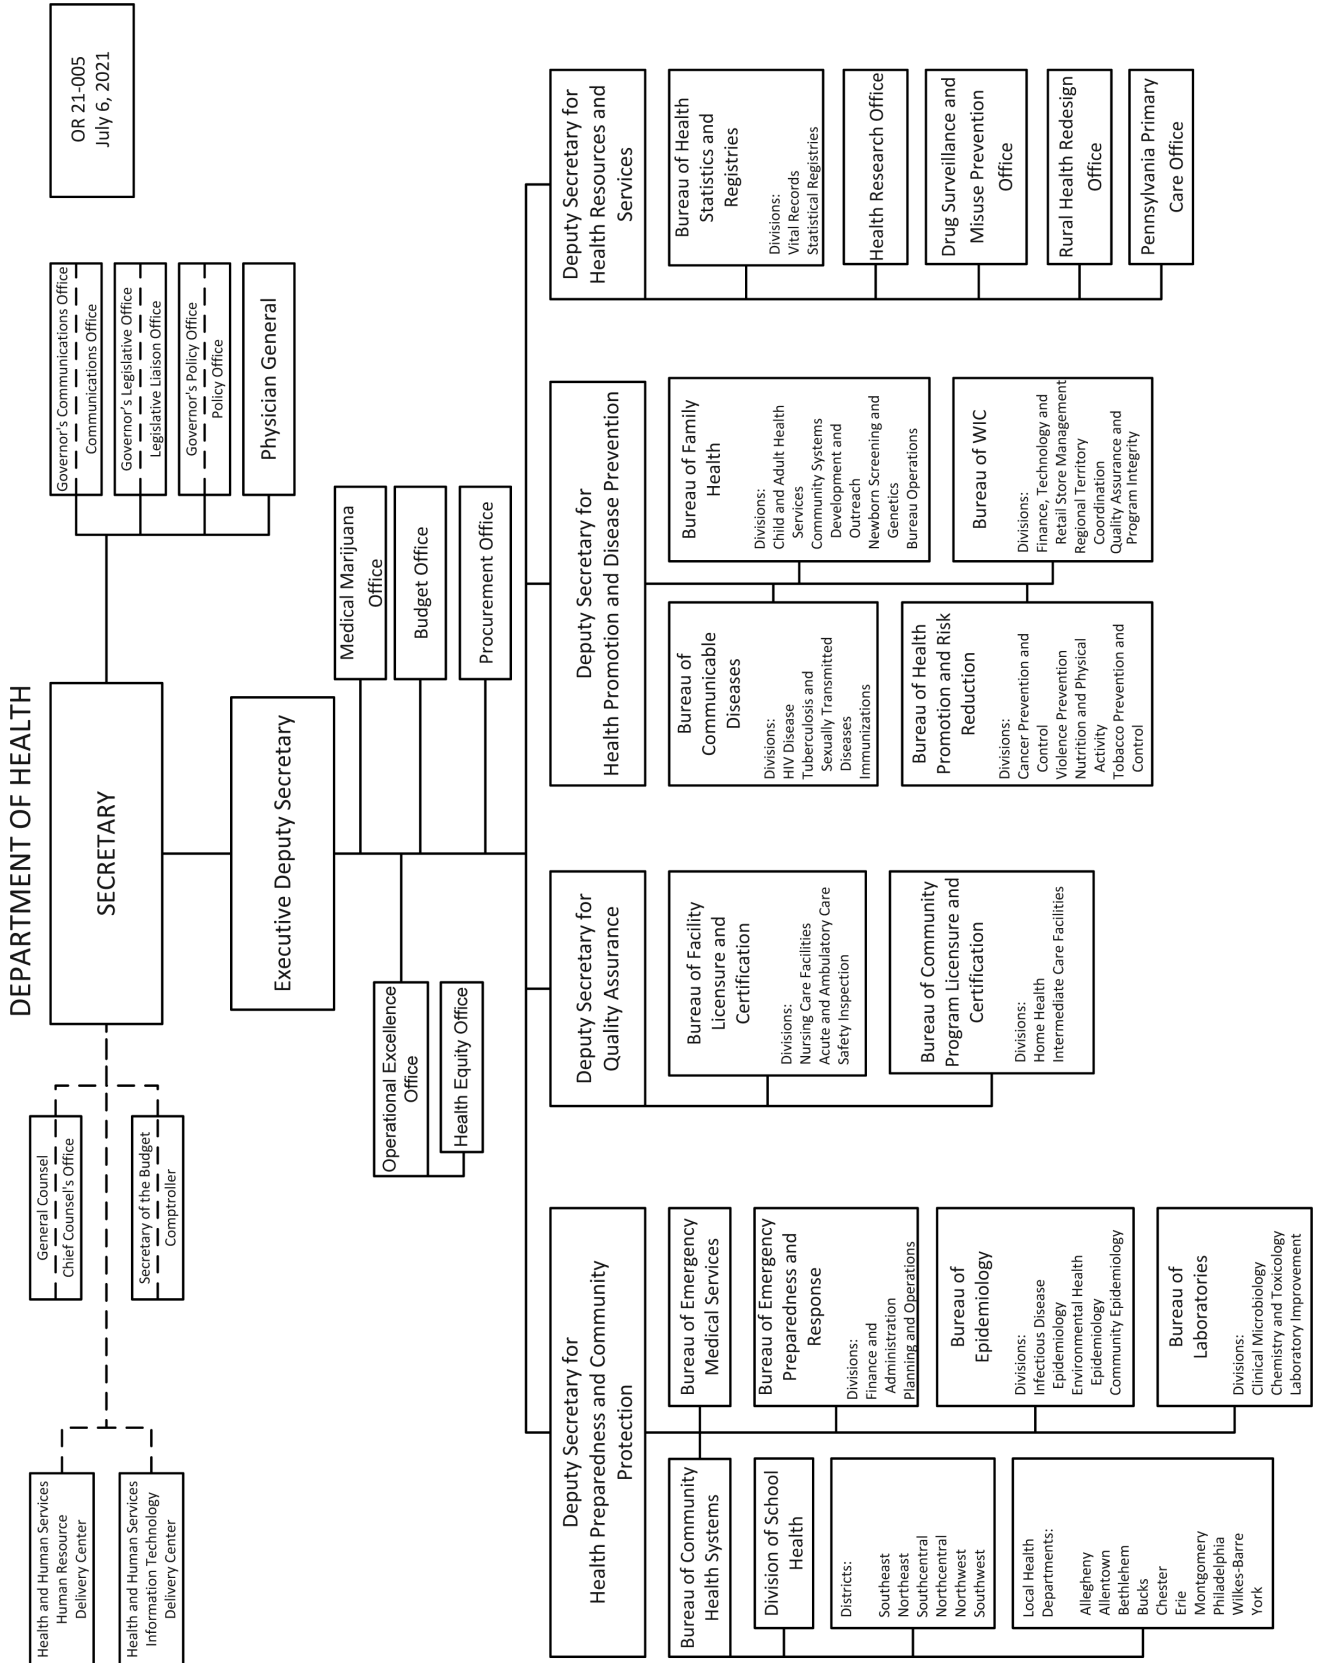 DEPARTMENT OF HEALTH
OR 21-005
July 6, 2021
Health and Human Services
Human Resource
Delivery Center
Health and Human Services
Information Technology
Delivery Center
General Counsel
Chief Counsel's Office
Secretary of the Budget
Comptroller
SECRETARY
Governor's Communications Office
Communications Office
Governor's Legislative Office
Legislative Liaison Office
Governor's Policy Office
Policy Office
Physician General
Executive Deputy Secretary
Operational Excellence
Office
Health Equity Office
Medical Marijuana
Office
Budget Office
Procurement Office
Deputy Secretary for
Health Preparedness and Community
Protection
Bureau of Community
Health Systems
Division of School
Health
Districts:
Southeast
Northeast
Southcentral
Northcentral
Northwest
Southwest
Local Health
Departments:
Allegheny
Allentown
Bethlehem
Bucks
Chester
Erie
Montgomery
Philadelphia
Wilkes-Barre
York
Bureau of Emergency
Medical Services
Bureau of Emergency
Preparedness and
Response
Divisions:
Finance and
Administration
Planning and Operations
Bureau of
Epidemiology
Divisions:
Infectious Disease
Epidemiology
Environmental Health
Epidemiology
Community Epidemiology
Bureau of
Laboratories
Divisions:
Clinical Microbiology
Chemistry and Toxicology
Laboratory Improvement
Deputy Secretary for
Quality Assurance
Bureau of Facility
Licensure and
Certification
Divisions:
Nursing Care Facilities
Acute and Ambulatory Care
Safety Inspection
Bureau of Community
Program Licensure and
Certification
Divisions:
Home Health
Intermediate Care Facilities
Deputy Secretary for
Health Promotion and Disease Prevention
Bureau of
Communicable
Diseases
Divisions:
HIV Disease
Tuberculosis and
Sexually Transmitted
Diseases
Immunizations
Bureau of Health
Promotion and Risk
Reduction
Divisions:
Cancer Prevention and
Control
Violence Prevention
Nutrition and Physical
Activity
Tobacco Prevention and
Control
Bureau of Family
Health
Divisions:
Child and Adult Health
Services
Community Systems
Development and
Outreach
Newborn Screening and
Genetics
Bureau Operations
Bureau of WIC
Divisions:
Finance, Technology and
Retail Store Management
Regional Territory
Coordination
Quality Assurance and
Program Integrity
Deputy Secretary for
Health Resources and
Services
Bureau of Health
Statistics and
Registries
Divisions:
Vital Records
Statistical Registries
Health Research Office
Drug Surveillance and
Misuse Prevention
Office
Rural Health Redesign
Office
Pennsylvania Primary
Care Office